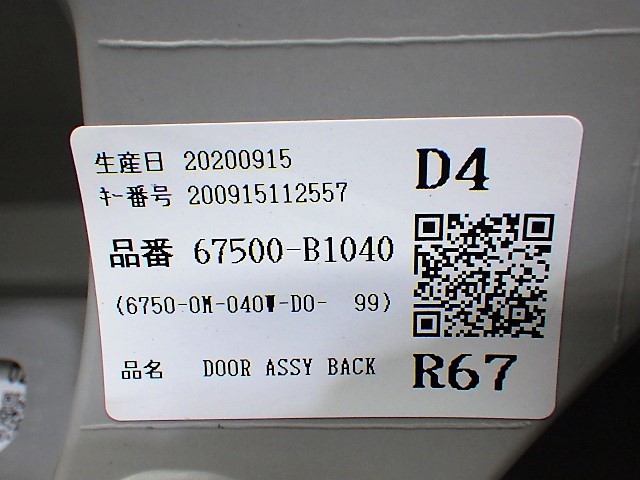 生産日 20200915
ｷｰ番号 200915112557
品番 67500-B1040
(6750-0M-040W-D0- 99)
品名 DOOR ASSY BACK
D4
R67